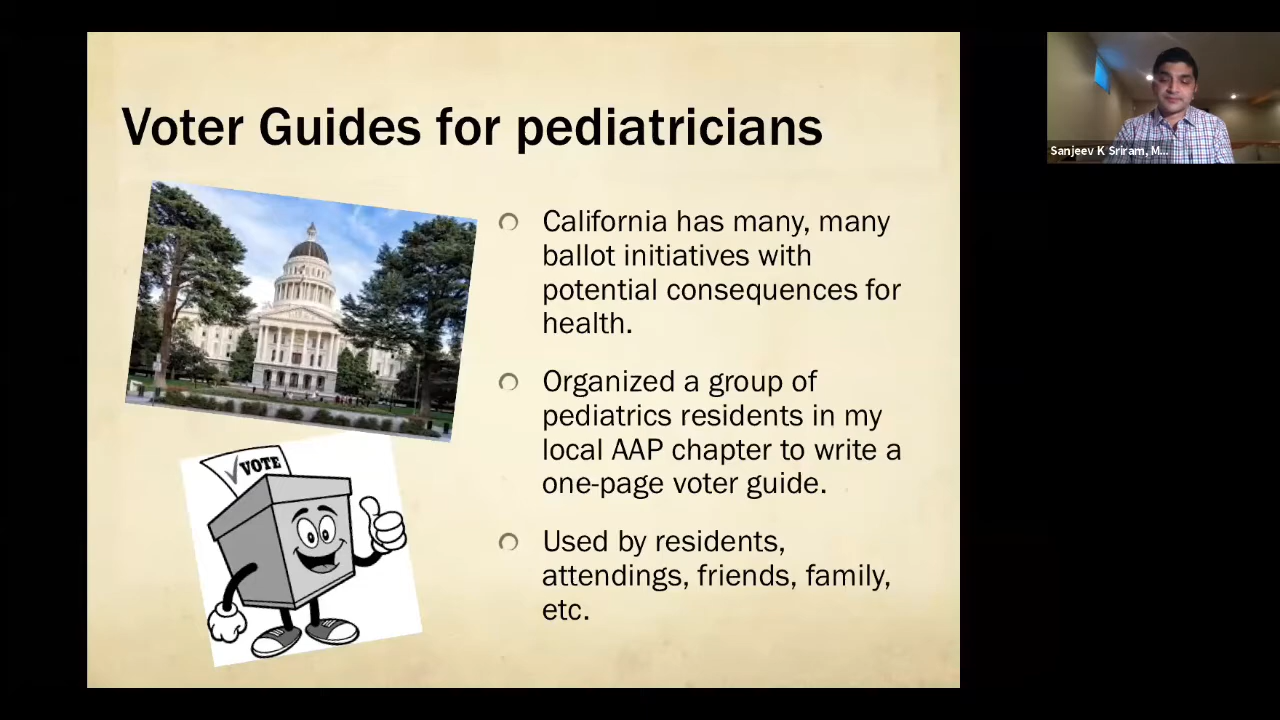 Voter Guides for pediatricians
California has many, many
ballot initiatives with
potential consequences for
health.
Organized a group of
pediatrics residents in my
local AAP chapter to write a
one-page voter guide.
Used by residents,
attendings, friends, family,
etc.
VOTE
Sanjeev K Sriram, M...